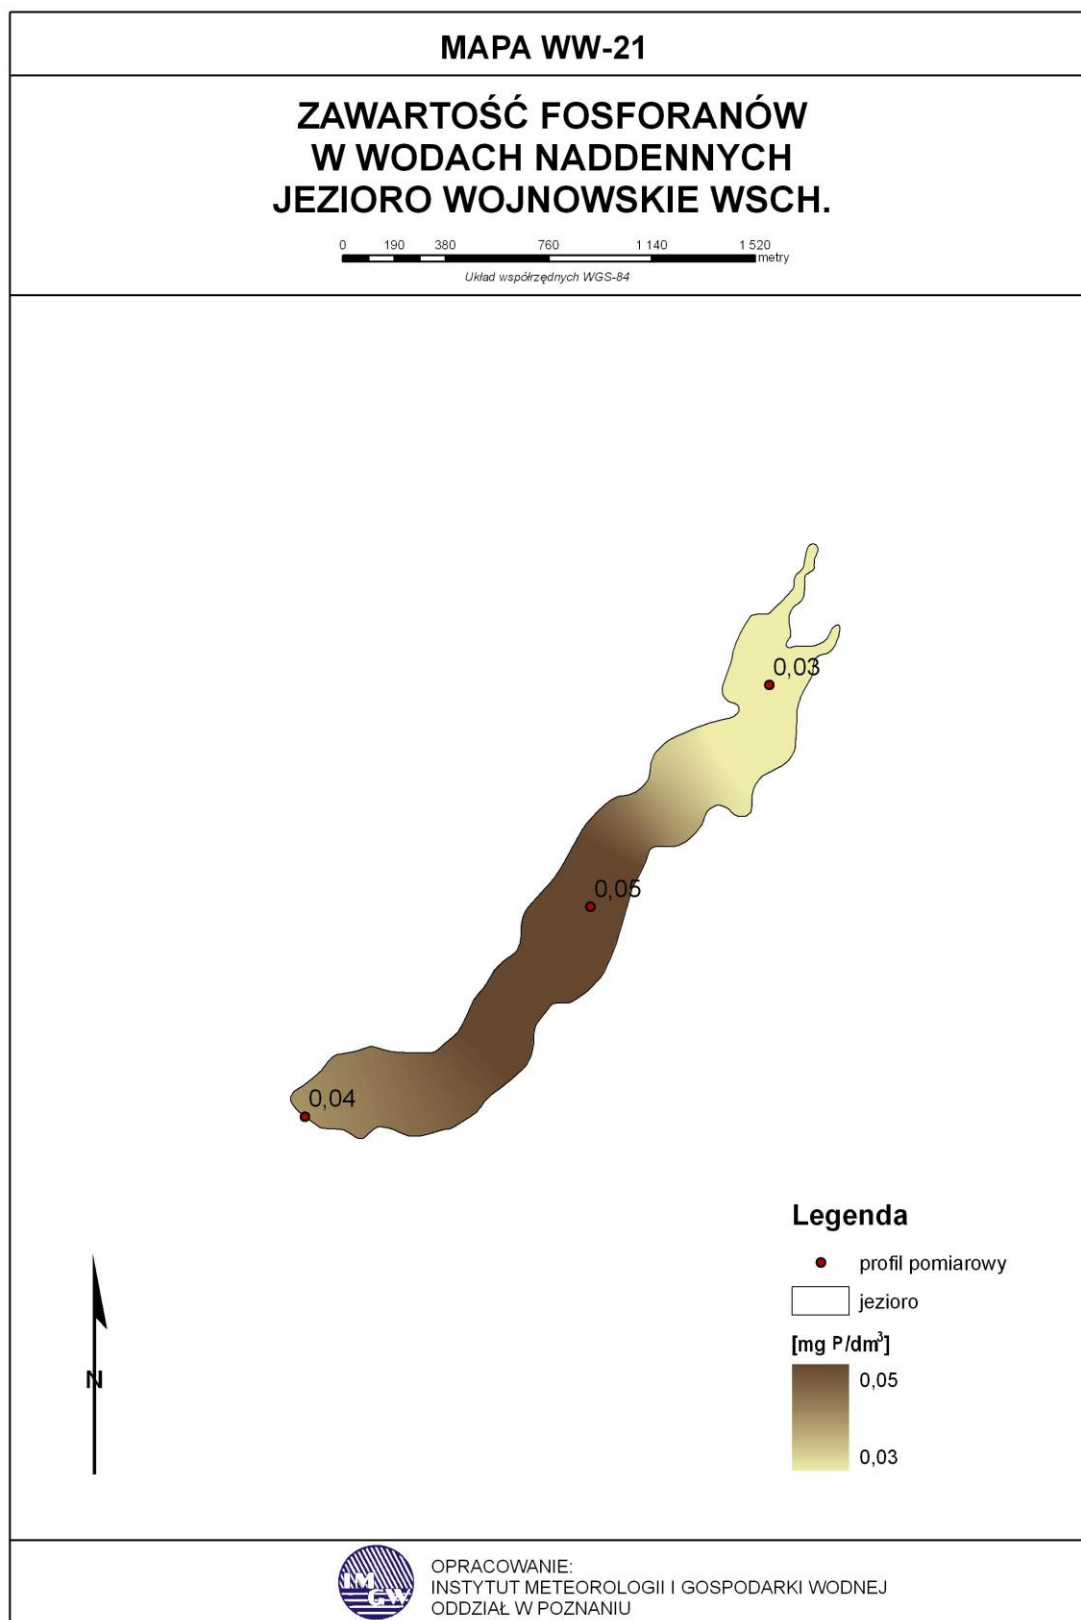 MAPA WW-21
ZAWARTOŚĆ FOSFORANÓW
W WODACH NADDENNYCH
JEZIORO WOJNOWSKIE WSCH.
0 190 380 760 1 140 1 520
metry
Układ współrzędnych WGS-84
0,03
0,05
0,04
Legenda
profil pomiarowy
jezioro
[mg P/dm³]
0,05
0,03
N
IM
GW
OPRACOWANIE:
INSTYTUT METEOROLOGII I GOSPODARKI WODNEJ
ODDZIAŁ W POZNANIU